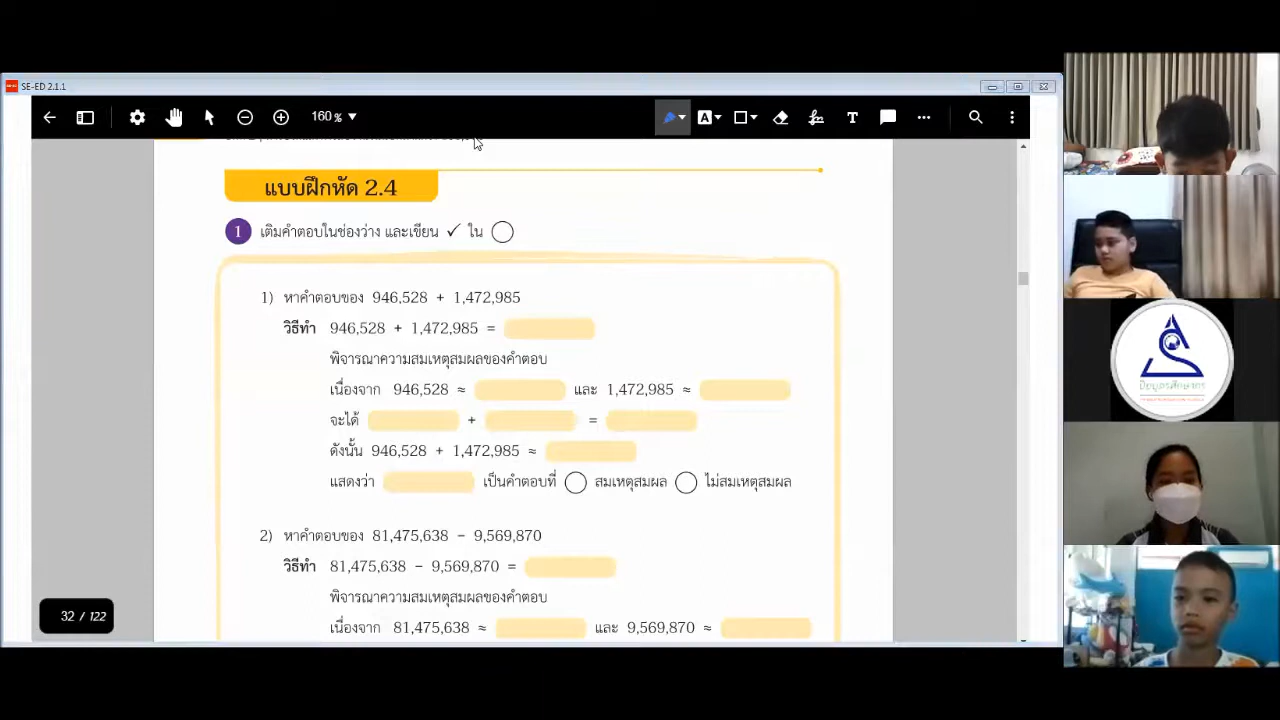 SE-ED 2.1.1
160 %
แบบฝึกหัด 2.4
1 เติมคำตอบในช่องว่าง และเขียน ✓ ใน
1) หาคำตอบของ 946,528 + 1,472,985
วิธีทำ 946,528 + 1,472,985 =
พิจารณาความสมเหตุสมผลของคำตอบ
เนื่องจาก 946,528 ≈ และ 1,472,985 ≈
จะได้ + =
ดังนั้น 946,528 + 1,472,985 ≈
แสดงว่า เป็นคำตอบที่ สมเหตุสมผล ไม่สมเหตุสมผล
2) หาคำตอบของ 81,475,638 − 9,569,870
วิธีทำ 81,475,638 − 9,569,870 =
พิจารณาความสมเหตุสมผลของคำตอบ
เนื่องจาก 81,475,638 ≈ และ 9,569,870 ≈
32 / 122